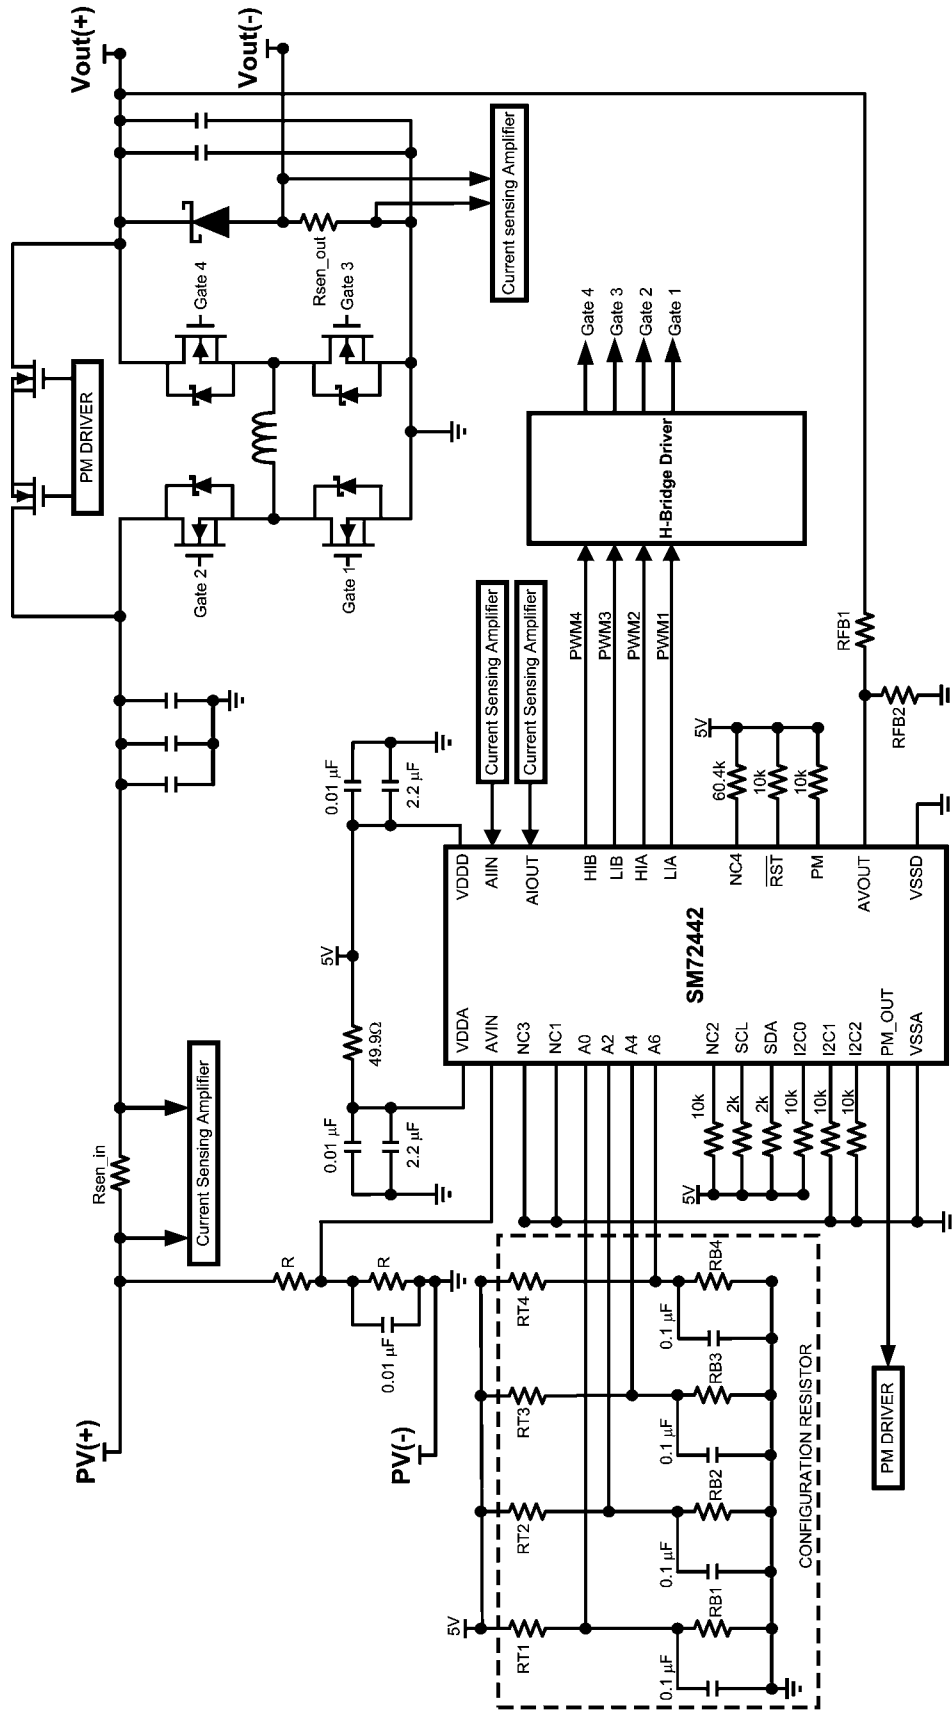 PV(+)
Rsen_in
Current Sensing Amplifier
PM DRIVER
Vout(+)
Gate 2
Gate 4
Gate 1
Gate 3
Rsen_out
Vout(-)
Current sensing Amplifier
R
R
0.01 µF
PV(-)
0.01 µF
2.2 µF
49.9Ω
5V
0.01 µF
2.2 µF
Current Sensing Amplifier
Current Sensing Amplifier
5V
RT1
RT2
RT3
RT4
0.1 µF
RB1
0.1 µF
RB2
0.1 µF
RB3
0.1 µF
RB4
CONFIGURATION RESISTOR
5V
10k
2k
2k
10k
10k
10k
PM DRIVER
VDDA
AVIN
NC3
NC1
A0
A2
A4
A6
NC2
SCL
SDA
I2C0
I2C1
I2C2
PM_OUT
VSSA
SM72442
VDDD
AIIN
AIOUT
HIB
LIB
HIA
LIA
NC4
RST
PM
AVOUT
VSSD
PWM4
PWM3
PWM2
PWM1
H-Bridge Driver
Gate 4
Gate 3
Gate 2
Gate 1
5V
60.4k
10k
10k
RFB1
RFB2